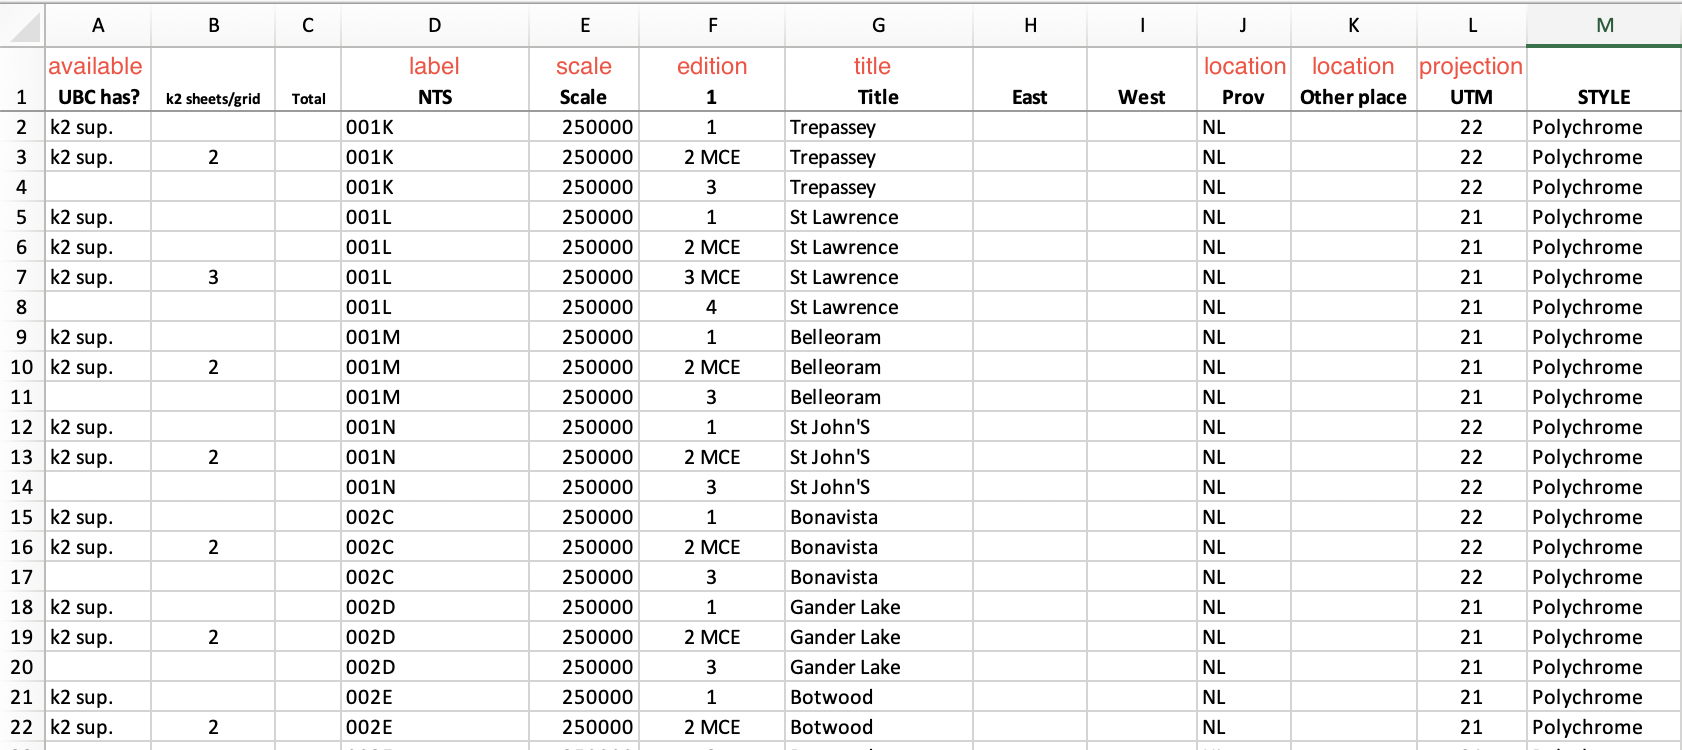 A B C D E F G H I J K L M
available label scale edition title location location projection
1 UBC has? k2 sheets/grid Total NTS Scale 1 Title East West Prov Other place UTM STYLE
2 k2 sup. 001K 250000 1 Trepassey NL 22 Polychrome
3 k2 sup. 2 001K 250000 2 MCE Trepassey NL 22 Polychrome
4 001K 250000 3 Trepassey NL 22 Polychrome
5 k2 sup. 001L 250000 1 St Lawrence NL 21 Polychrome
6 k2 sup. 001L 250000 2 MCE St Lawrence NL 21 Polychrome
7 k2 sup. 3 001L 250000 3 MCE St Lawrence NL 21 Polychrome
8 001L 250000 4 St Lawrence NL 21 Polychrome
9 k2 sup. 001M 250000 1 Belleoram NL 21 Polychrome
10 k2 sup. 2 001M 250000 2 MCE Belleoram NL 21 Polychrome
11 001M 250000 3 Belleoram NL 21 Polychrome
12 k2 sup. 001N 250000 1 St John'S NL 22 Polychrome
13 k2 sup. 2 001N 250000 2 MCE St John'S NL 22 Polychrome
14 001N 250000 3 St John'S NL 22 Polychrome
15 k2 sup. 002C 250000 1 Bonavista NL 22 Polychrome
16 k2 sup. 2 002C 250000 2 MCE Bonavista NL 22 Polychrome
17 002C 250000 3 Bonavista NL 22 Polychrome
18 k2 sup. 002D 250000 1 Gander Lake NL 21 Polychrome
19 k2 sup. 2 002D 250000 2 MCE Gander Lake NL 21 Polychrome
20 002D 250000 3 Gander Lake NL 21 Polychrome
21 k2 sup. 002E 250000 1 Botwood NL 21 Polychrome
22 k2 sup. 2 002E 250000 2 MCE Botwood NL 21 Polychrome